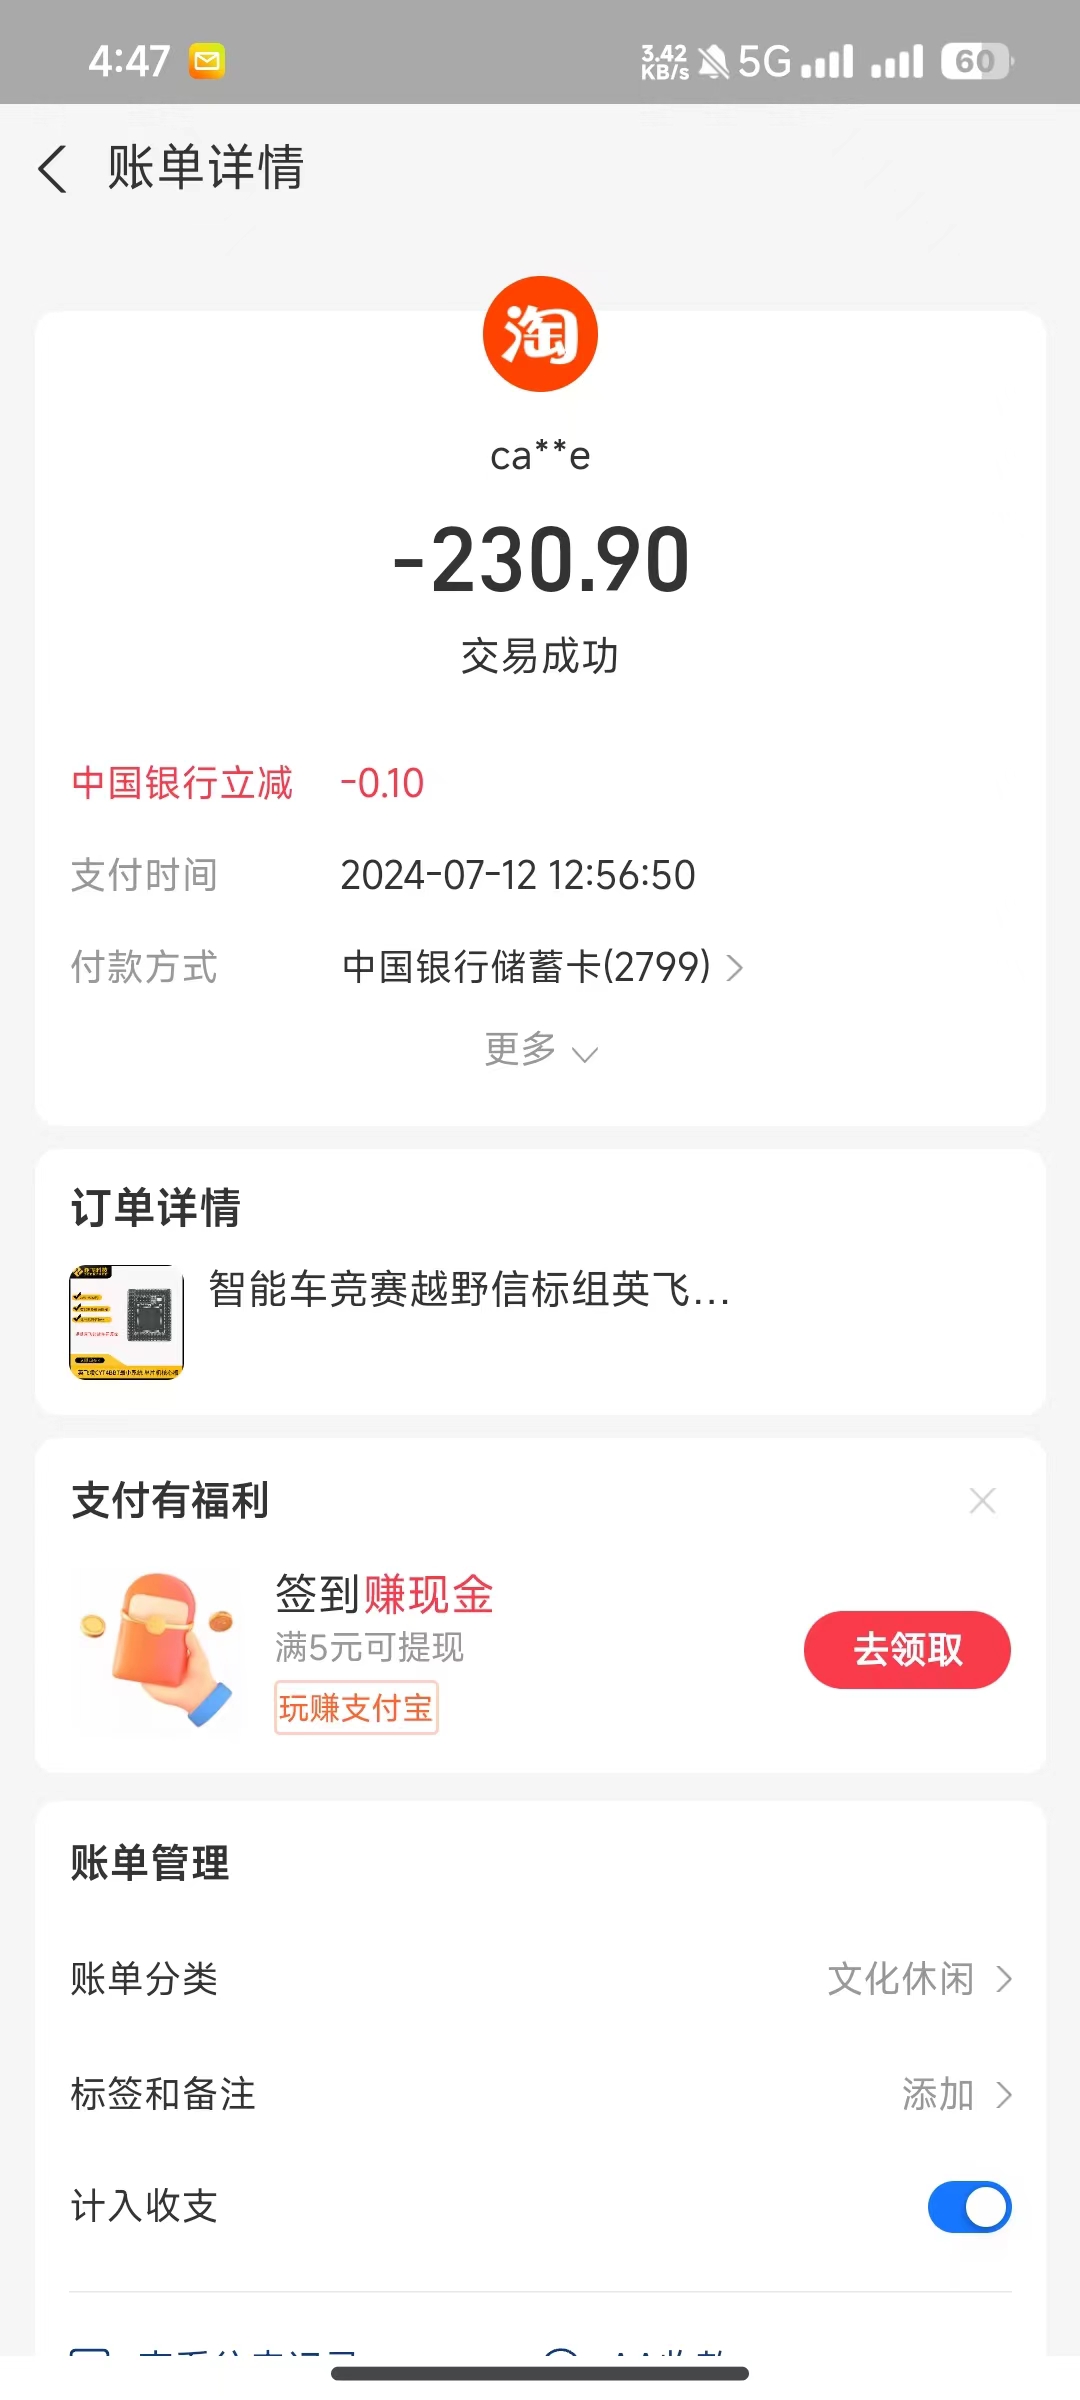 4:47
3.42
KB/s
5G
60
账单详情
淘
ca**e
-230.90
交易成功
中国银行立减 -0.10
支付时间 2024-07-12 12:56:50
付款方式 中国银行储蓄卡(2799)
更多
订单详情
智能车竞赛越野信标组英飞...
支付有福利
签到赚现金
满5元可提现
玩赚支付宝
去领取
账单管理
账单分类 文化休闲
标签和备注 添加
计入收支